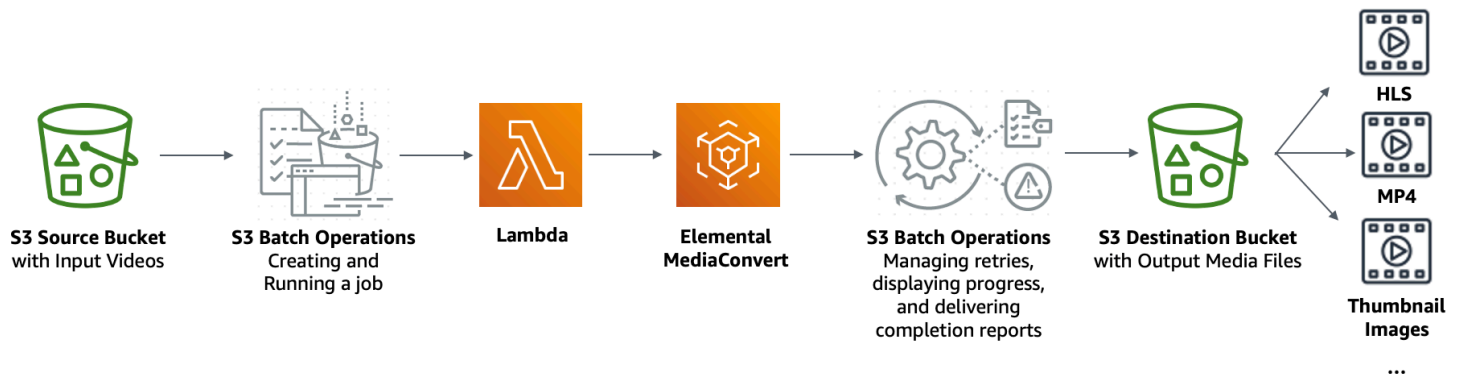 S3 Source Bucket
with Input Videos
S3 Batch Operations
Creating and
Running a job
Lambda
Elemental
MediaConvert
S3 Batch Operations
Managing retries,
displaying progress,
and delivering
completion reports
S3 Destination Bucket
with Output Media Files
HLS
MP4
Thumbnail
Images
...